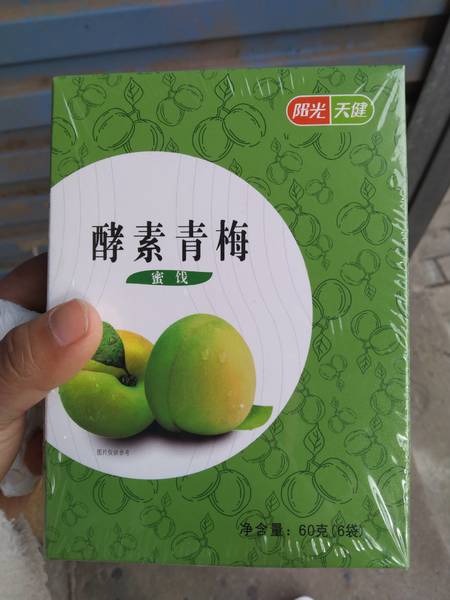 阳光天健
酵素青梅
蜜饯
图片仅供参考
净含量：60克(6袋)